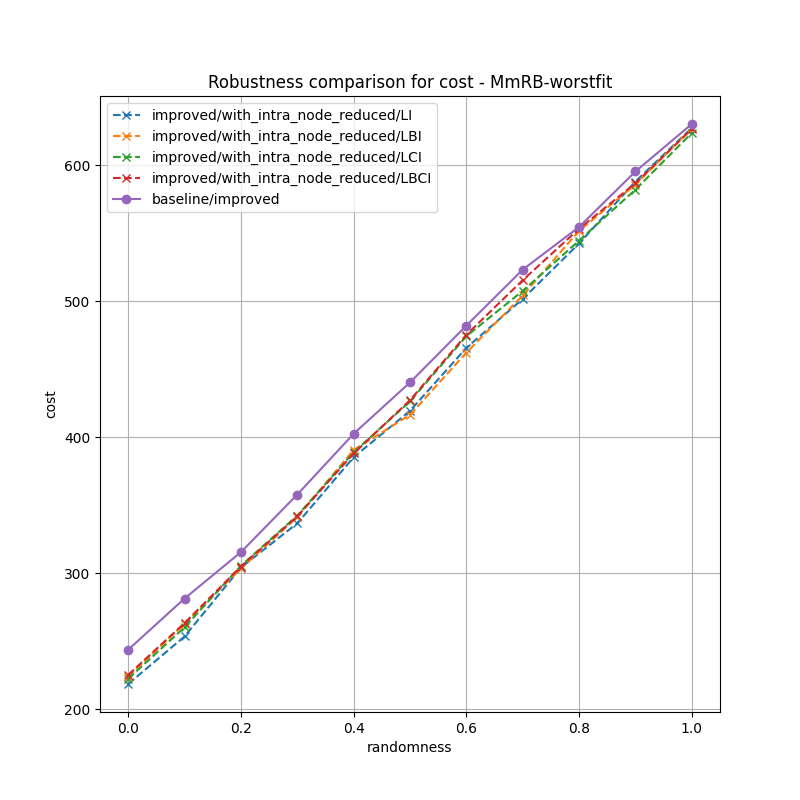 Robustness comparison for cost - MmRB-worstfit
improved/with_intra_node_reduced/LI
improved/with_intra_node_reduced/LBI
improved/with_intra_node_reduced/LCI
improved/with_intra_node_reduced/LBCI
baseline/improved
600
500
400
300
200
cost
0.0 0.2 0.4 0.6 0.8 1.0
randomness